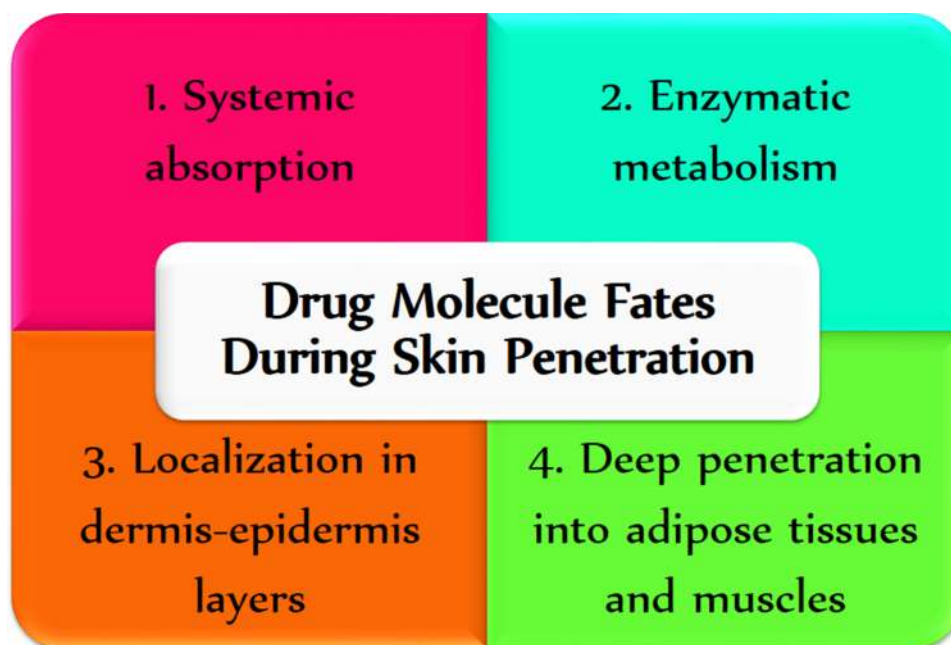 1. Systemic
absorption
2. Enzymatic
metabolism
Drug Molecule Fates
During Skin Penetration
3. Localization in
dermis-epidermis
layers
4. Deep penetration
into adipose tissues
and muscles